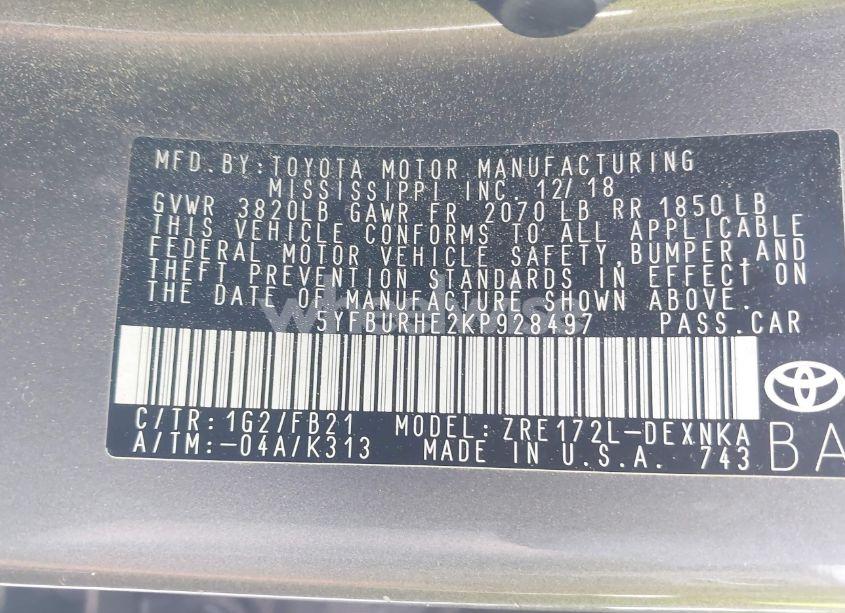 MFD.BY:TOYOTA MOTOR MANUFACTURING
MISSISSIPPI INC. 12/18
GVWR 3820LB GAWR FR 2070 LB RR 1850LB
THIS VEHICLE CONFORMS TO ALL APPLICABLE
FEDERAL MOTOR VEHICLE SAFETY,BUMPER,AND
THEFT PREVENTION STANDARDS IN EFFECT ON
THE DATE OF MANUFACTURE SHOWN ABOVE.
5YFBURHE2KP928497 PASS.CAR
C/TR:1G2/FB21 MODEL:ZRE172L-DEXNKA
A/TM:-04A/K313 MADE IN U.S.A. 743
BA